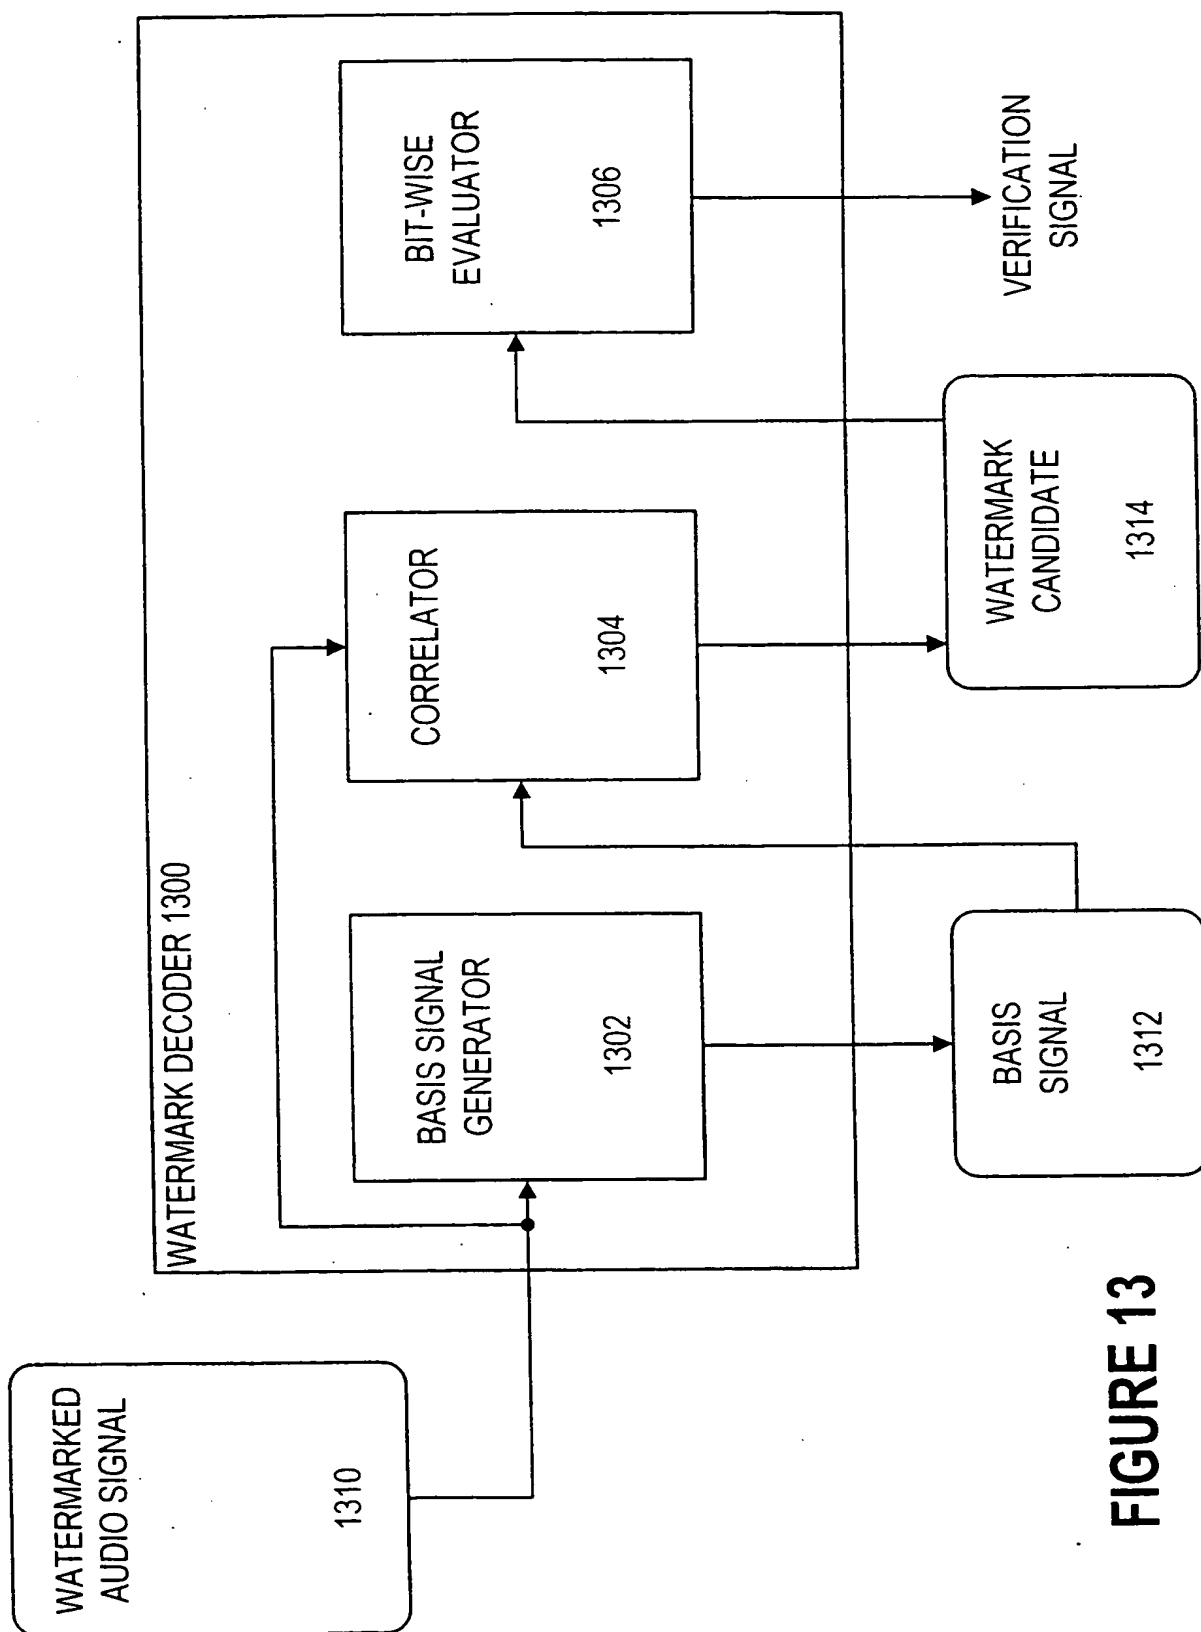 WATERMARKED
AUDIO SIGNAL
1310
WATERMARK DECODER 1300
BASIS SIGNAL
GENERATOR
1302
CORRELATOR
1304
BIT-WISE
EVALUATOR
1306
BASIS
SIGNAL
1312
WATERMARK
CANDIDATE
1314
VERIFICATION
SIGNAL
FIGURE 13